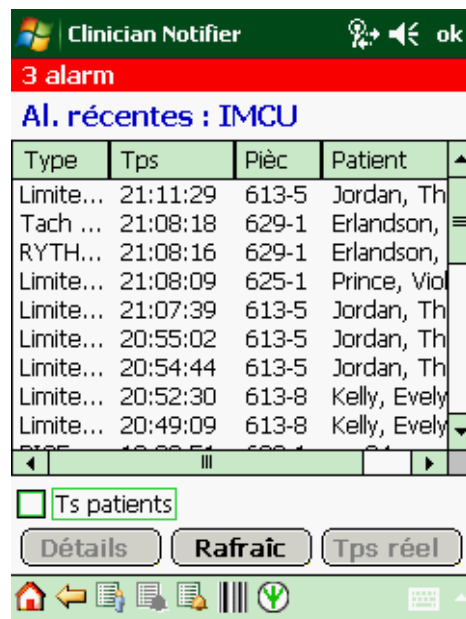 Clinician Notifier ok
3 alarm
Al. récentes : IMCU
Type Tps Pièc Patient
Limite... 21:11:29 613-5 Jordan, Th
Tach ... 21:08:18 629-1 Erlandson,
RYTH... 21:08:16 629-1 Erlandson,
Limite... 21:08:09 625-1 Prince, Viol
Limite... 21:07:39 613-5 Jordan, Th
Limite... 20:55:02 613-5 Jordan, Th
Limite... 20:54:44 613-5 Jordan, Th
Limite... 20:52:30 613-8 Kelly, Evely
Limite... 20:49:09 613-8 Kelly, Evely
Ts patients
Détails Rafraîc Tps réel